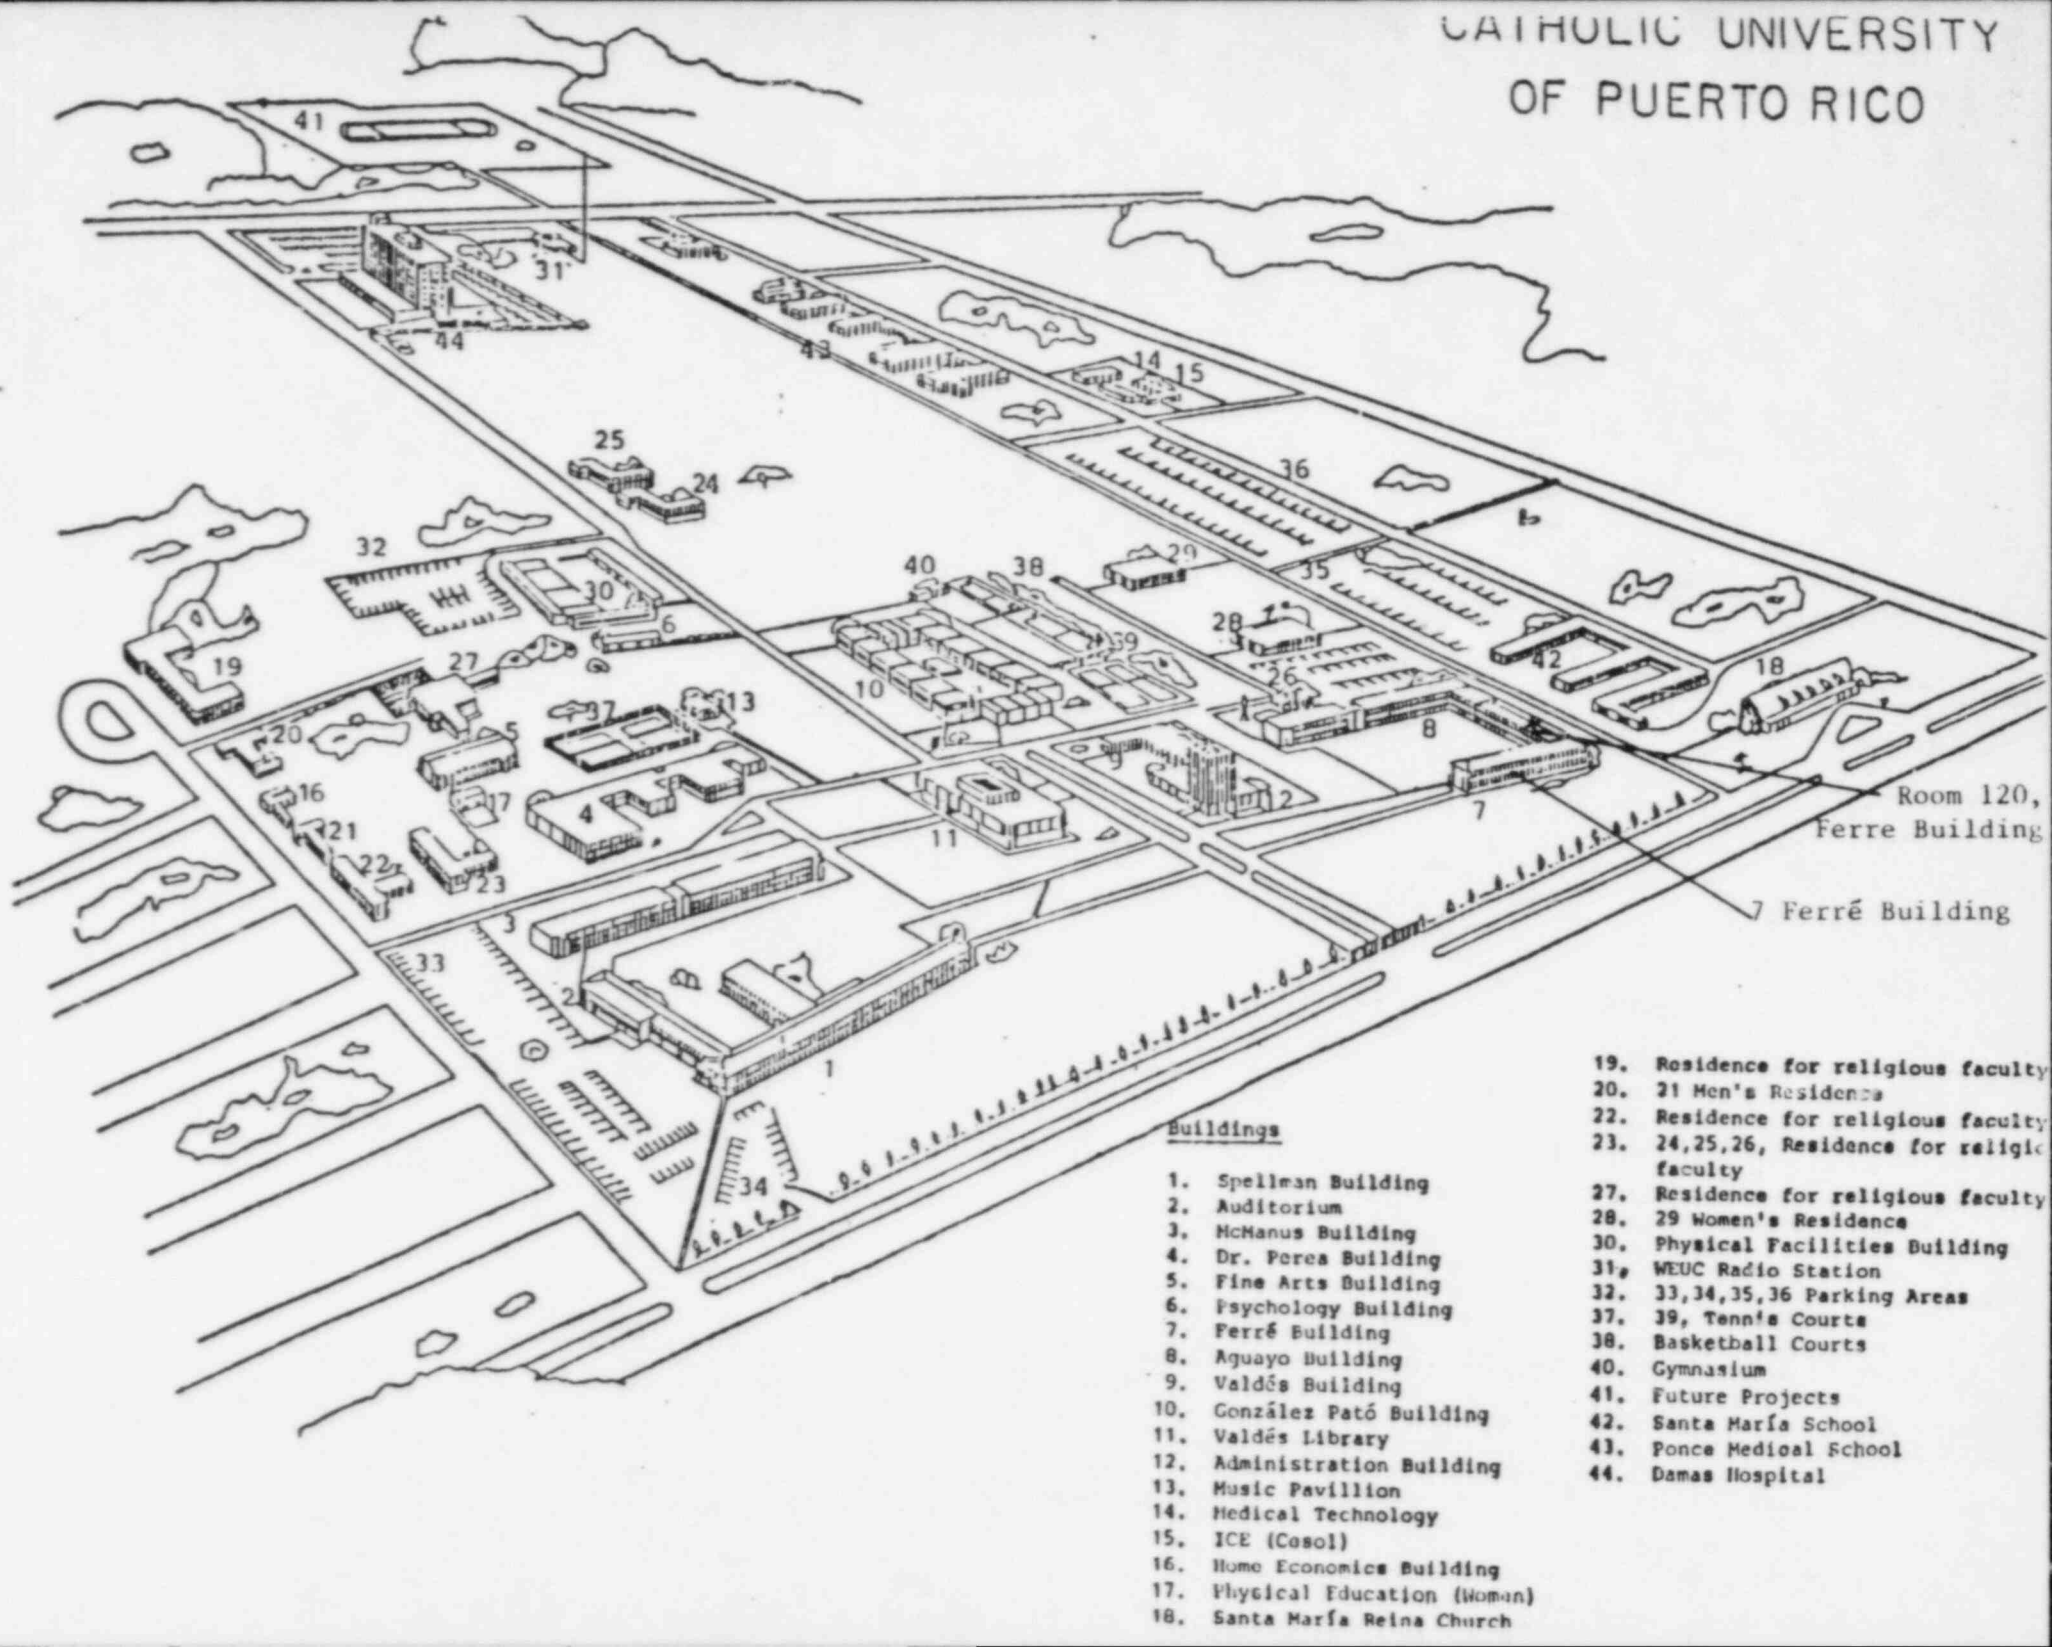 CATHOLIC UNIVERSITY
OF PUERTO RICO
41
31
44
43
14
15
25
24
36
32
30
40
38
29
35
6
28
39
19
27
10
42
18
26
37
13
20
5
8
9
16
17
4
12
7
Room 120,
Ferre Building
21
11
22
23
7 Ferré Building
3
33
2
1
34
Buildings
1. Spellman Building
2. Auditorium
3. McManus Building
4. Dr. Perea Building
5. Fine Arts Building
6. Psychology Building
7. Ferré Building
8. Aguayo Building
9. Valdés Building
10. González Pató Building
11. Valdés Library
12. Administration Building
13. Music Pavillion
14. Medical Technology
15. ICE (Casol)
16. Home Economics Building
17. Physical Education (Women)
18. Santa María Reina Church
19. Residence for religious faculty
20. 21 Men's Residence
22. Residence for religious faculty
23. 24,25,26, Residence for religio
faculty
27. Residence for religious faculty
28. 29 Women's Residence
30. Physical Facilities Building
31. WEUC Radio Station
32. 33,34,35,36 Parking Areas
37. 39, Tennis Courts
38. Basketball Courts
40. Gymnasium
41. Future Projects
42. Santa María School
43. Ponce Medical School
44. Damas Hospital